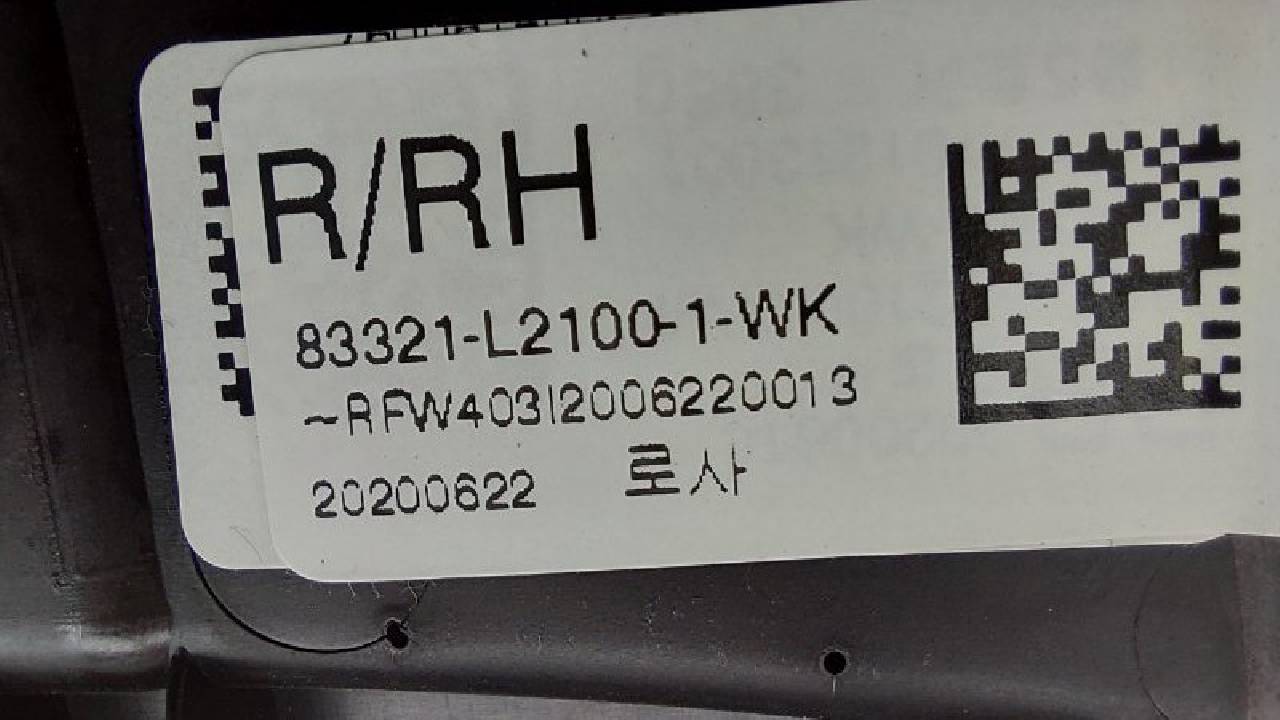 R/RH
83321-L2100-1-WK
~RFW403I2006220013
20200622 로사